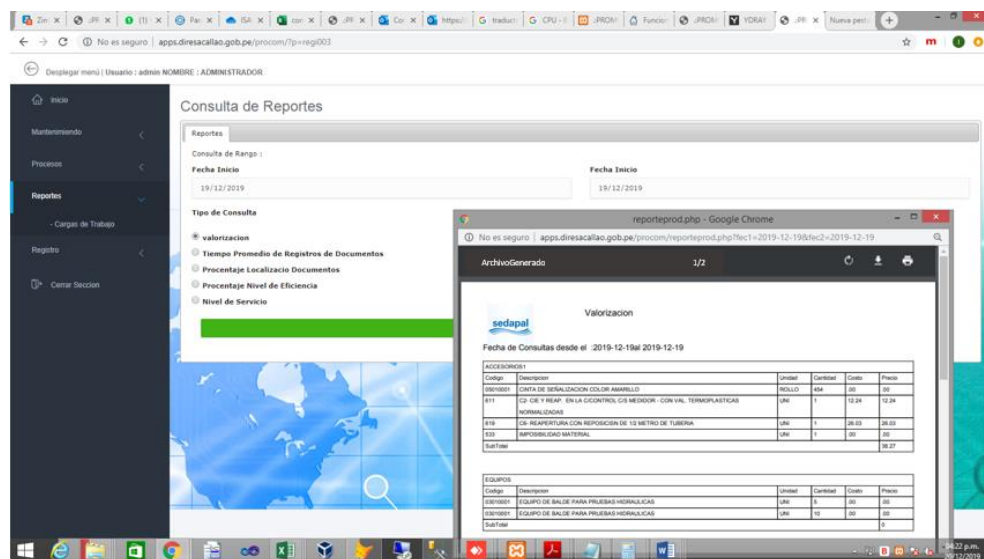 No es seguro | apps.diresacallao.gob.pe/procom/?p=regi003
Desplegar menú | Usuario : admin NOMBRE : ADMINISTRADOR
Inicio
Mantenimiento
Procesos
Reportes
- Cargas de Trabajo
Registro
Cerrar Seccion
Consulta de Reportes
Reportes
Consulte de Rango :
Fecha Inicio
Fecha Inicio
19/12/2019
19/12/2019
Tipo de Consulta
valorizacion
Tiempo Promedio de Registros de Documentos
Procentaje Localizacio Documentos
Procentaje Nivel de Eficiencia
Nivel de Servicio
reporteprod.php - Google Chrome
No es seguro | apps.diresacallao.gob.pe/procom/reporteprod.php?fec1=2019-12-19&fec2=2019-12-19
ArchivoGenerado 1/2
sedapal
Valorizacion
Fecha de Consultas desde el :2019-12-19al 2019-12-19
ACCESORIOS1
Codigo Descripcion Unidad Cantidad Costo Precio
05010001 CINTA DE SEÑALIZACION COLOR AMARILLO ROLLO 484 .00 .00
611 C2- CIE Y REAP. EN LA C/CONTROL C/S MEDIDOR - CON VAL. TERMOPLASTICAS NORMALIZADAS UNI 1 12.24 12.24
619 C6- REAPERTURA CON REPOSICISN DE 1/2 METRO DE TUBERIA UNI 1 26.03 26.03
533 IMPOSIBILIDAD MATERIAL UNI 1 .00 .00
SubTotal 38.27
EQUIPOS
Codigo Descripcion Unidad Cantidad Costo Precio
03010001 EQUIPO DE BALDE PARA PRUEBAS HIDRAULICAS UNI 5 .00 .00
03010001 EQUIPO DE BALDE PARA PRUEBAS HIDRAULICAS UNI 10 .00 .00
SubTotal 0
04:22 p.m.
20/12/2019